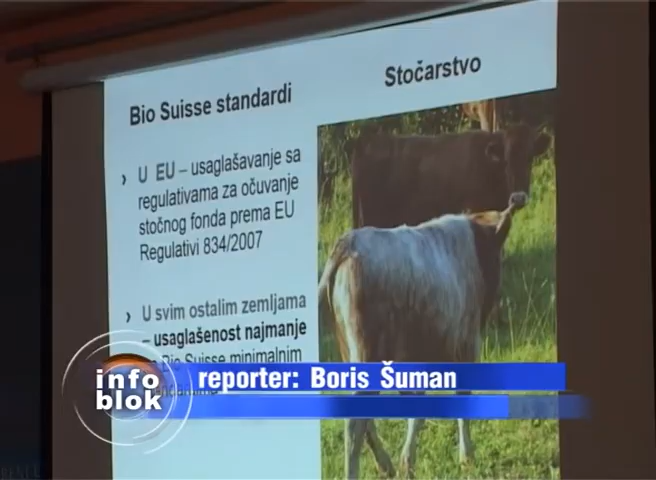 Bio Suisse standardi
Stočarstvo
› U EU – usaglašavanje sa
regulativama za očuvanje
stočnog fonda prema EU
Regulativi 834/2007
› U svim ostalim zemljama
– usaglašenost najmanje
Bio Suisse minimalnim
info
blok
reporter: Boris Šuman